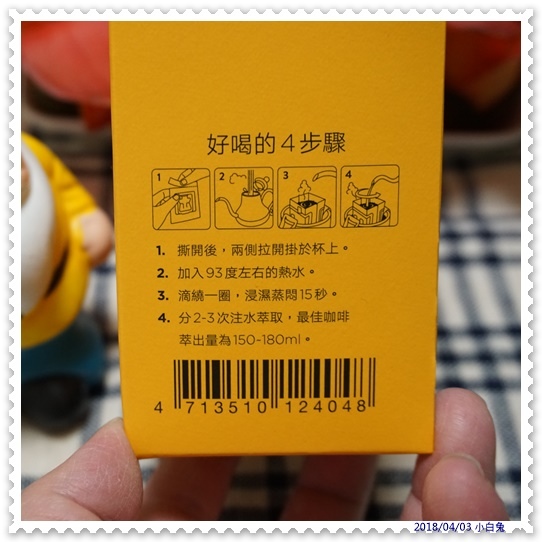 好喝的4步驟
1 2 3 4
1. 撕開後，兩側拉開掛於杯上。
2. 加入93度左右的熱水。
3. 滴繞一圈，浸濕蒸悶15秒。
4. 分2-3次注水萃取，最佳咖啡
萃出量為150-180ml。
4 713510 124048
2018/04/03 小白兔